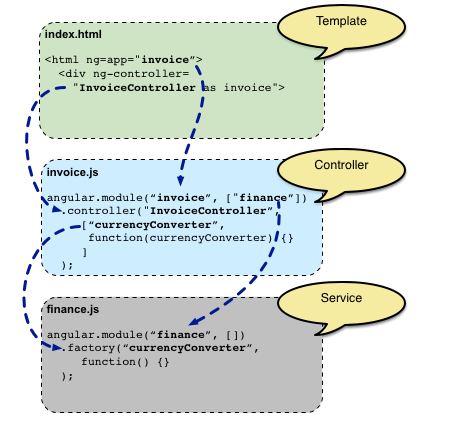 Template
index.html
<html ng=app="invoice">
<div ng-controller=
"InvoiceController as invoice">
Controller
invoice.js
angular.module(“invoice”, ["finance"])
.controller("InvoiceController",
[“currencyConverter”,
function(currencyConverter) {}
]
);
Service
finance.js
angular.module(“finance”, [])
.factory(“currencyConverter”,
function() {}
);